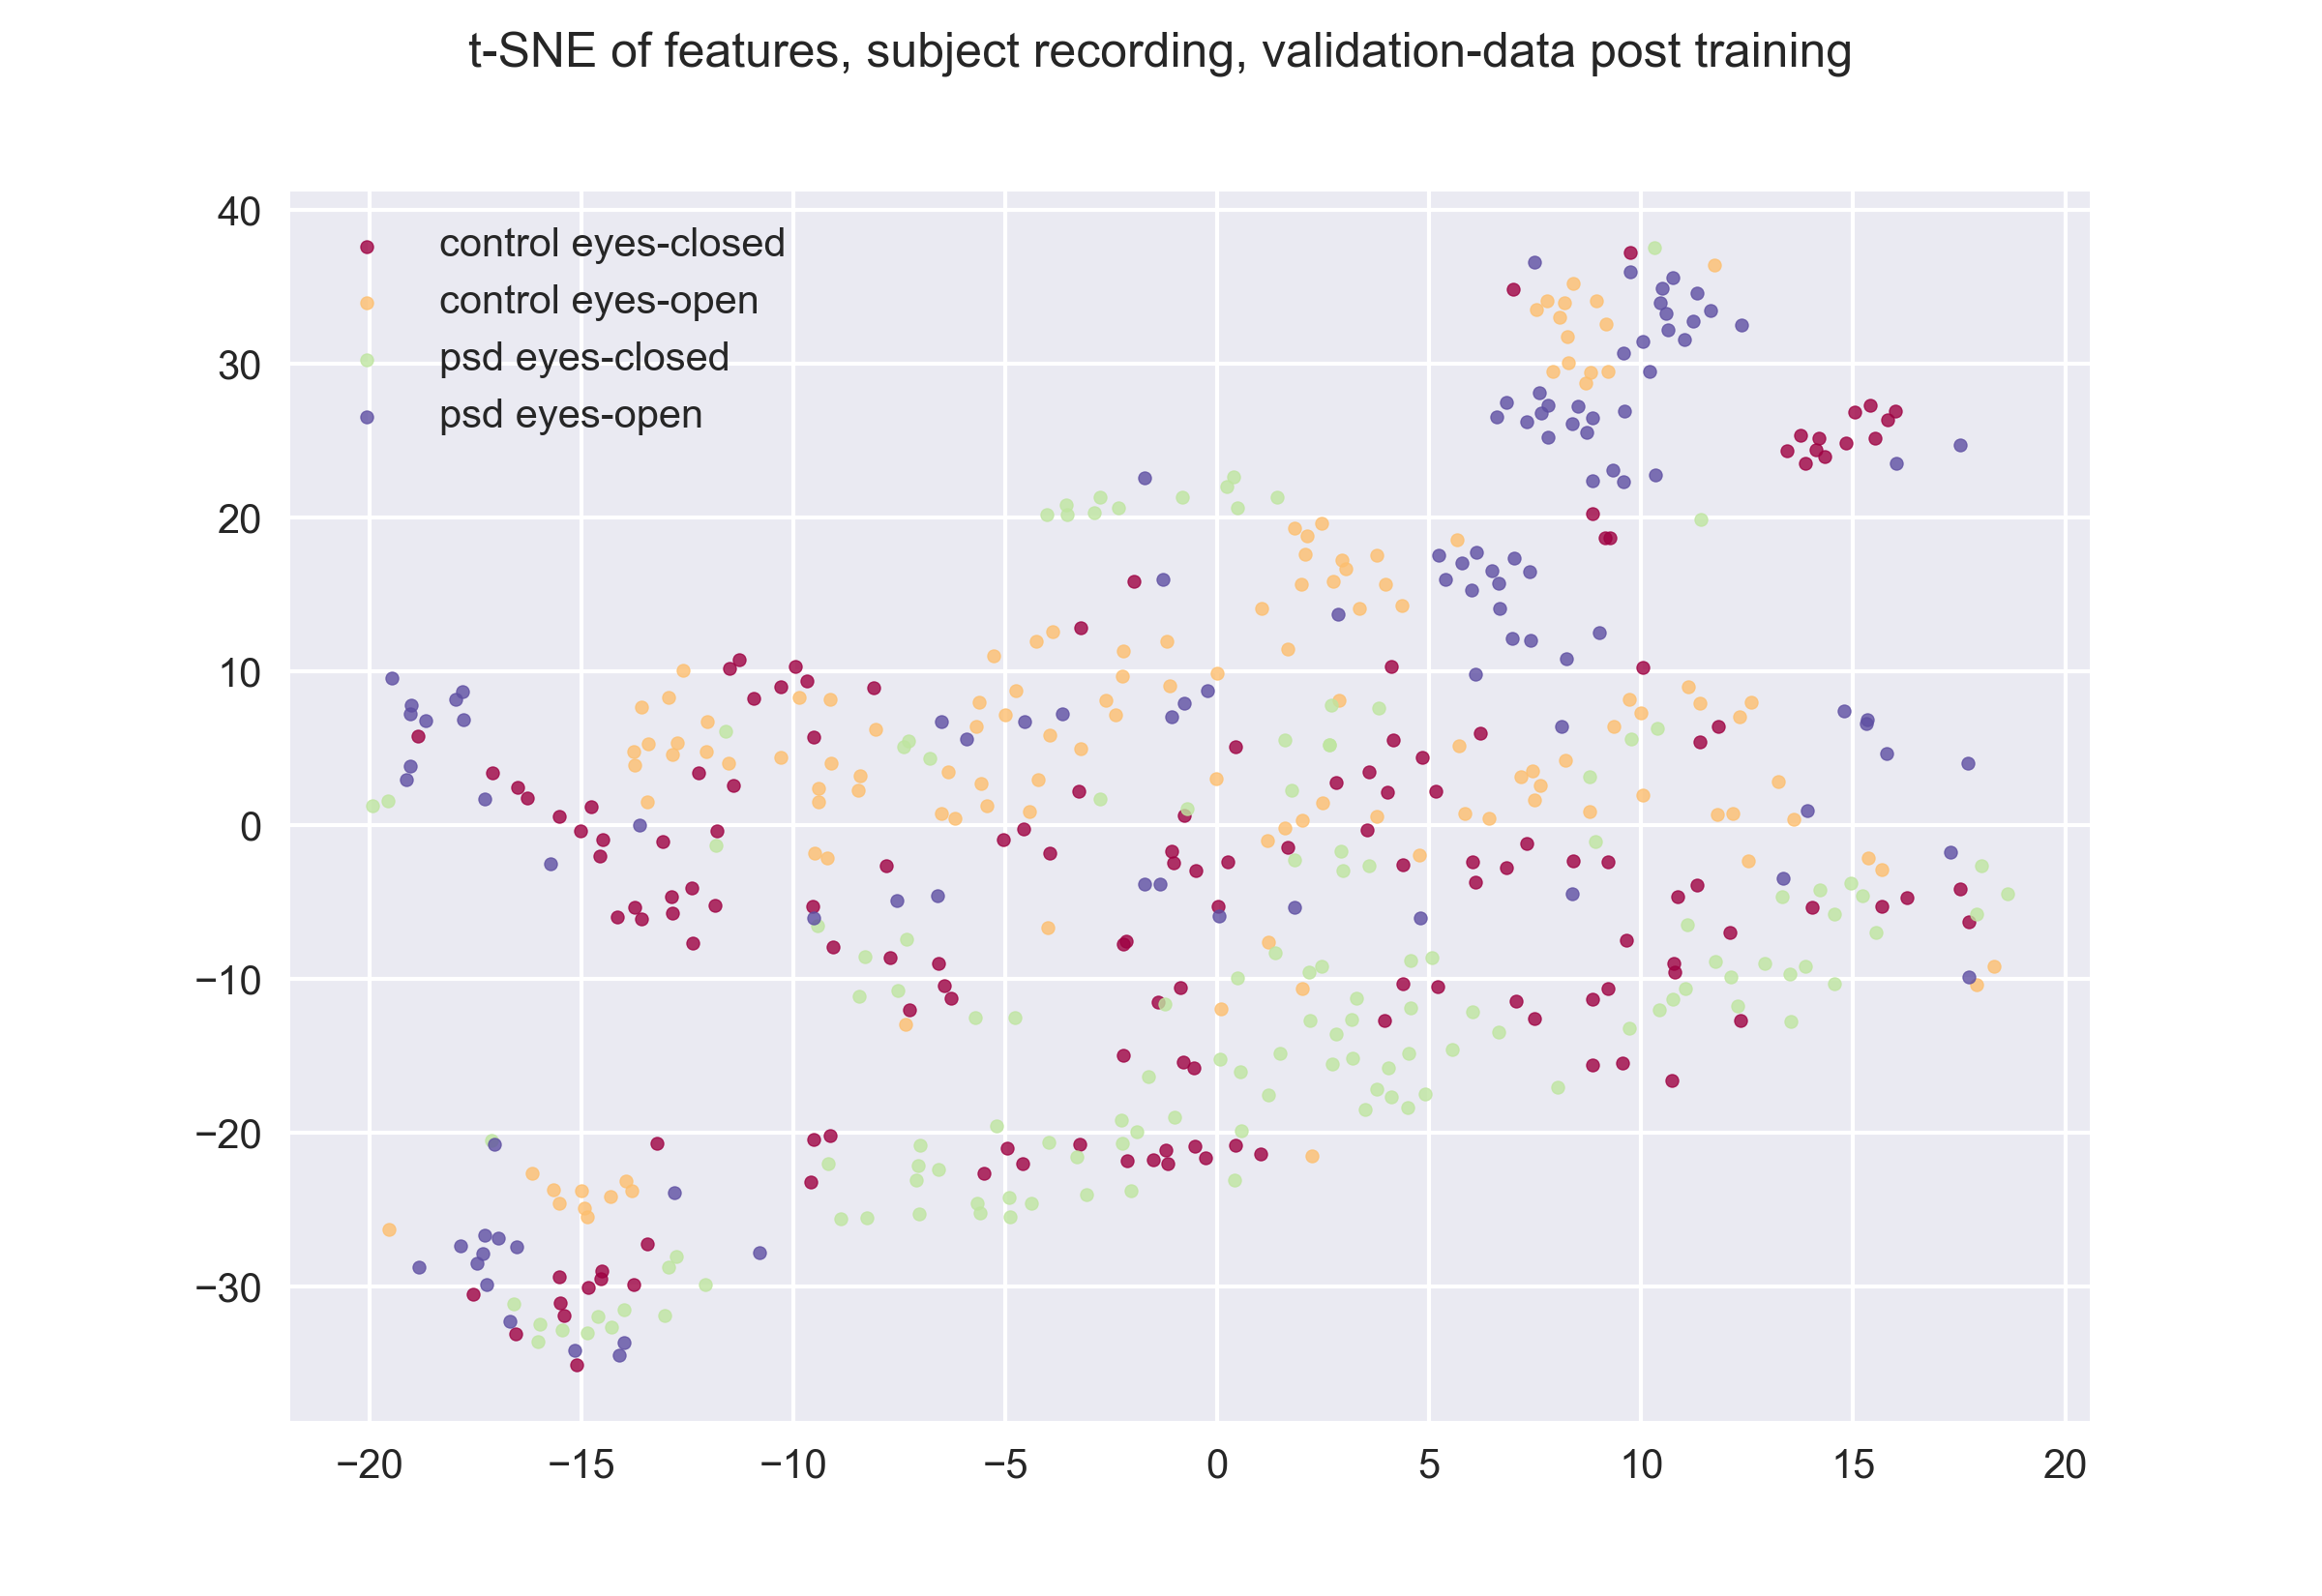 t-SNE of features, subject recording, validation-data post training
40
30
20
10
0
−10
−20
−30
control eyes-closed
control eyes-open
psd eyes-closed
psd eyes-open
−20 −15 −10 −5 0 5 10 15 20